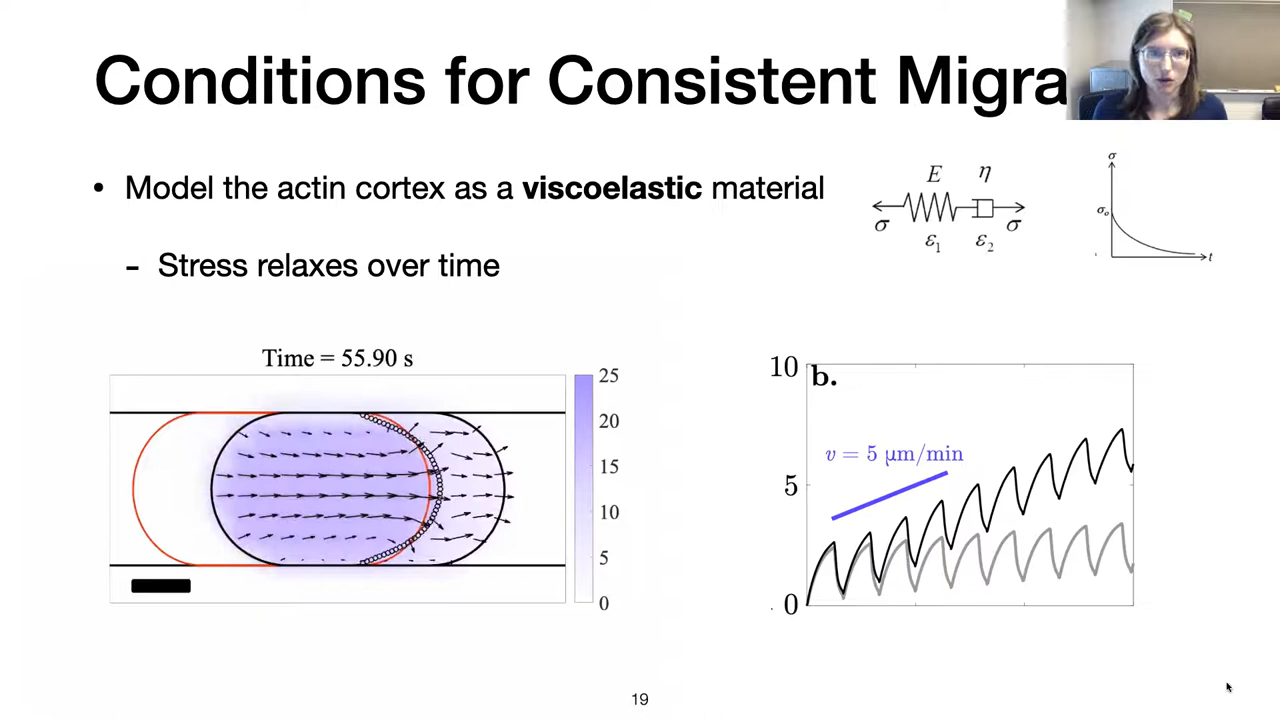 Conditions for Consistent Migra
• Model the actin cortex as a viscoelastic material
- Stress relaxes over time
E η
σ σ
ε₁ ε₂
σ
σₒ
t
Time = 55.90 s
25
20
15
10
5
0
10
b.
v = 5 μm/min
5
0
19